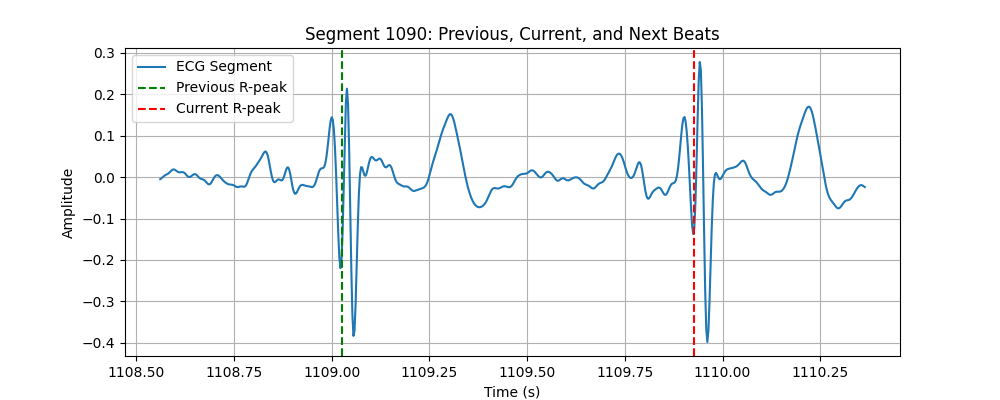 Segment 1090: Previous, Current, and Next Beats
ECG Segment
Previous R-peak
Current R-peak
0.3
0.2
0.1
0.0
−0.1
−0.2
−0.3
−0.4
Amplitude
1108.50 1108.75 1109.00 1109.25 1109.50 1109.75 1110.00 1110.25
Time (s)